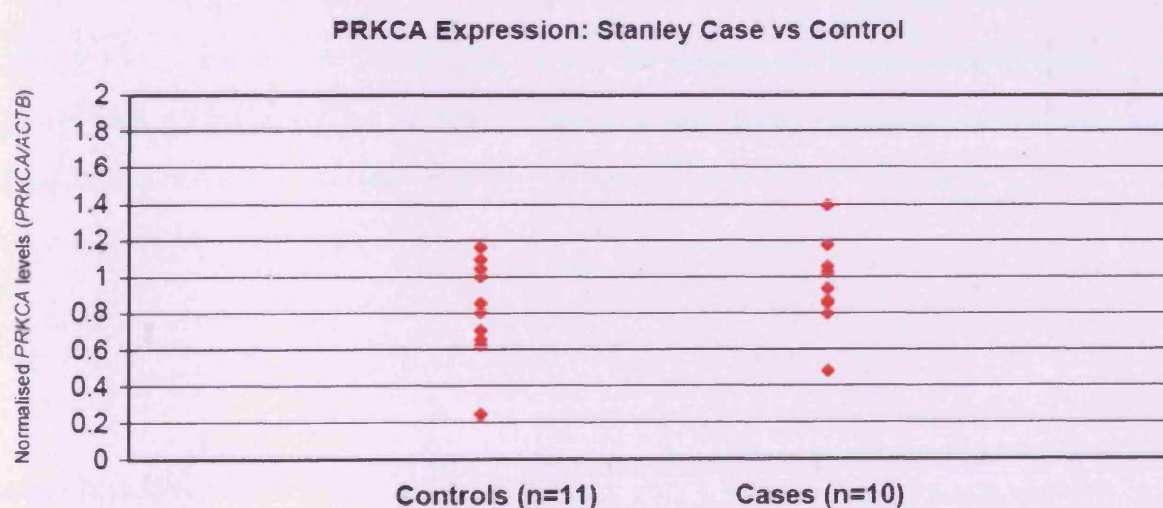 PRKCA Expression: Stanley Case vs Control
Normalised PRKCA levels (PRKCA/ACTB)
2
1.8
1.6
1.4
1.2
1
0.8
0.6
0.4
0.2
0
Controls (n=11)
Cases (n=10)